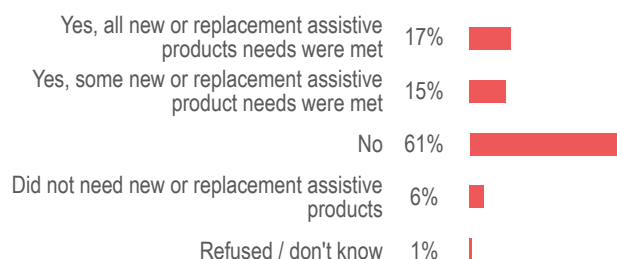 Yes, all new or replacement assistive
products needs were met 17%
Yes, some new or replacement assistive
product needs were met 15%
No 61%
Did not need new or replacement assistive
products 6%
Refused / don't know 1%